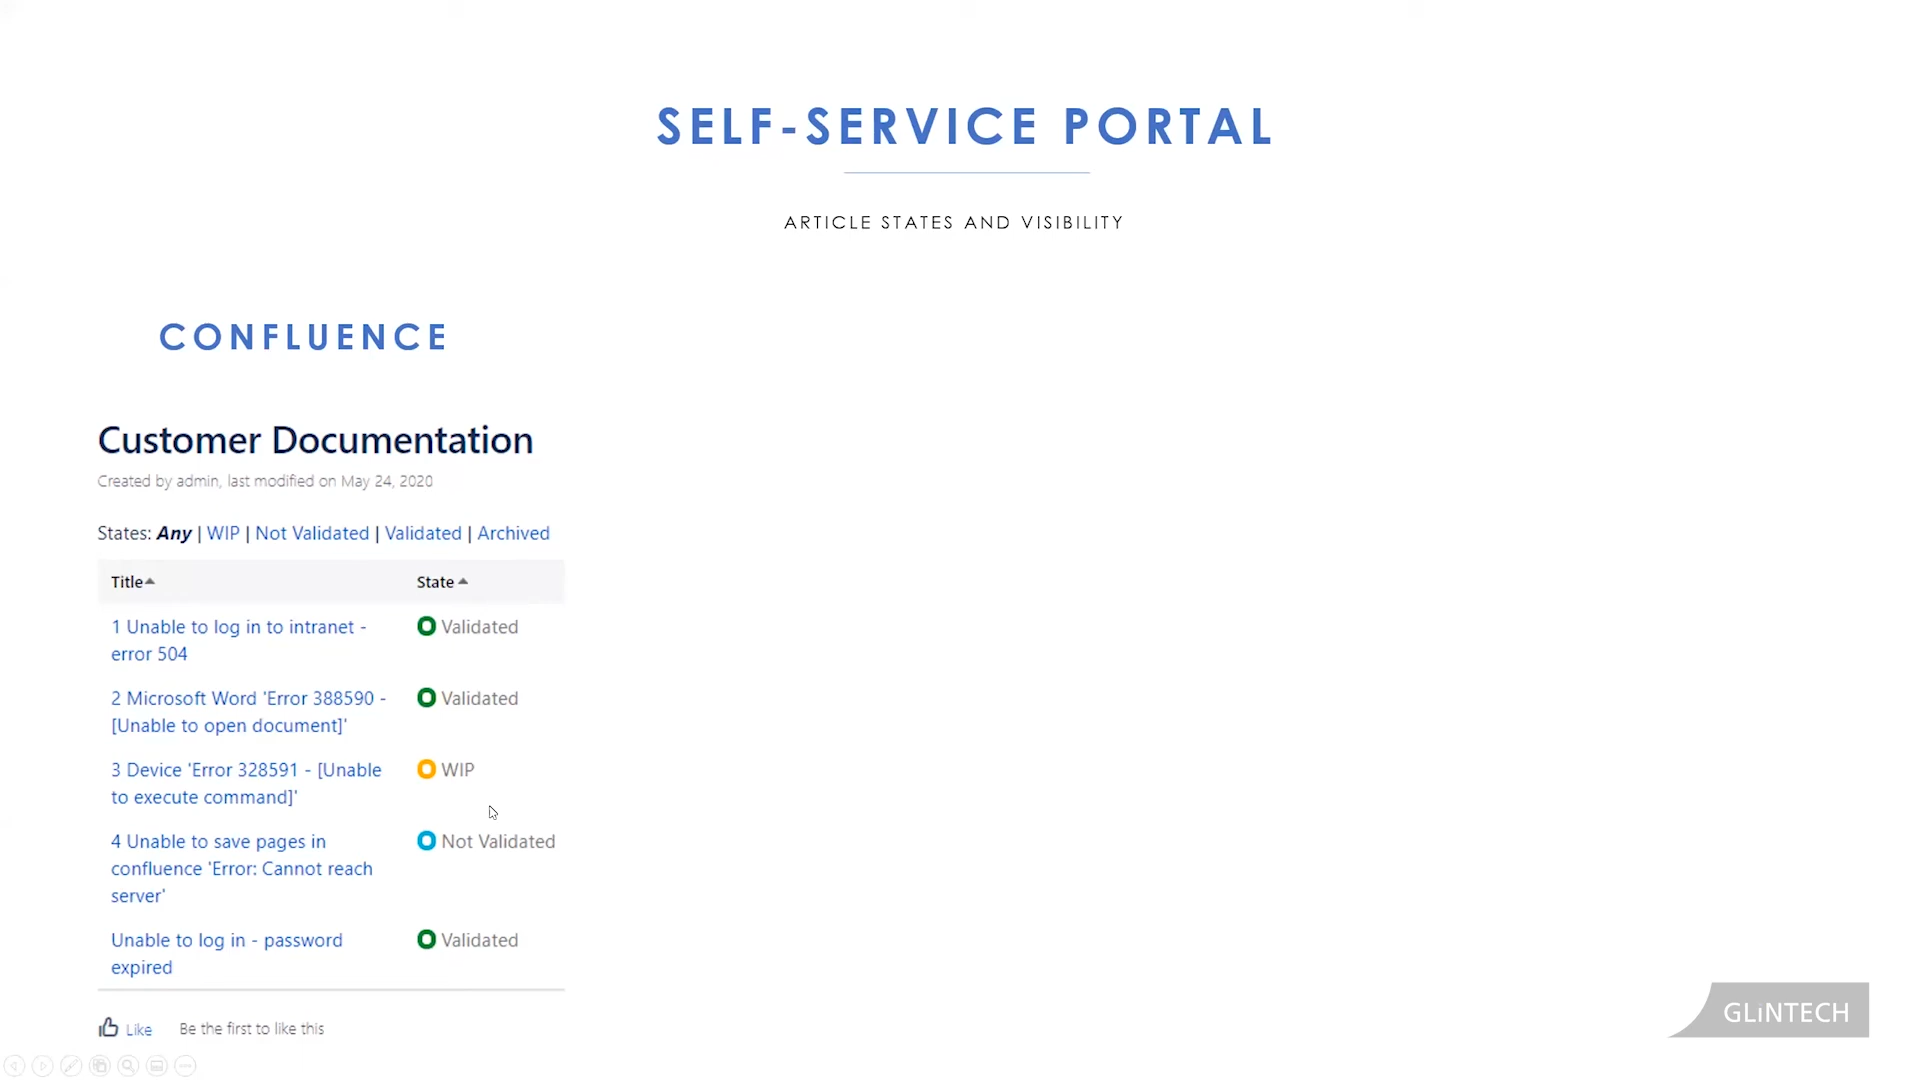 SELF-SERVICE PORTAL
ARTICLE STATES AND VISIBILITY
CONFLUENCE
Customer Documentation
Created by admin, last modified on May 24, 2020
States: Any | WIP | Not Validated | Validated | Archived
Title State
1 Unable to log in to intranet - Validated
error 504
2 Microsoft Word 'Error 388590 - Validated
[Unable to open document]'
3 Device 'Error 328591 - [Unable WIP
to execute command]'
4 Unable to save pages in Not Validated
confluence 'Error: Cannot reach
server'
Unable to log in - password Validated
expired
Like Be the first to like this
GLiNTECH